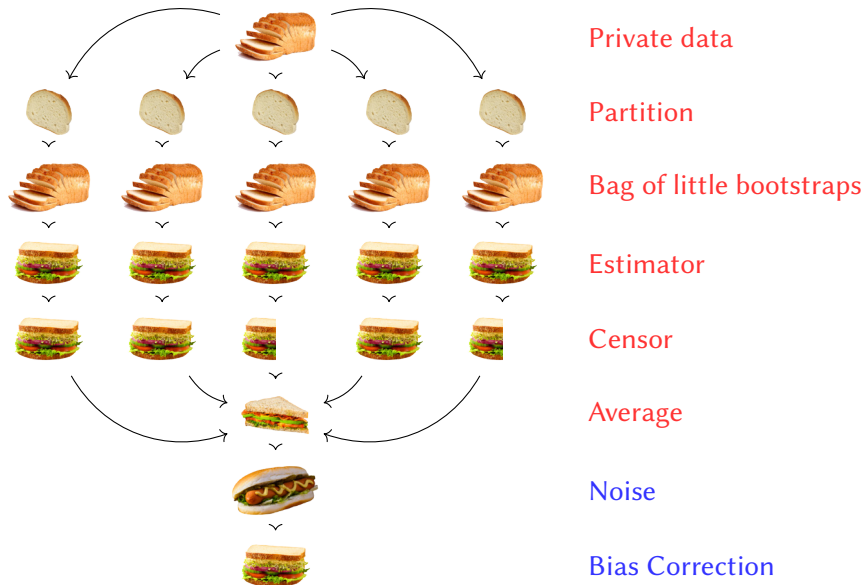 Private data
Partition
Bag of little bootstraps
Estimator
Censor
Average
Noise
Bias Correction